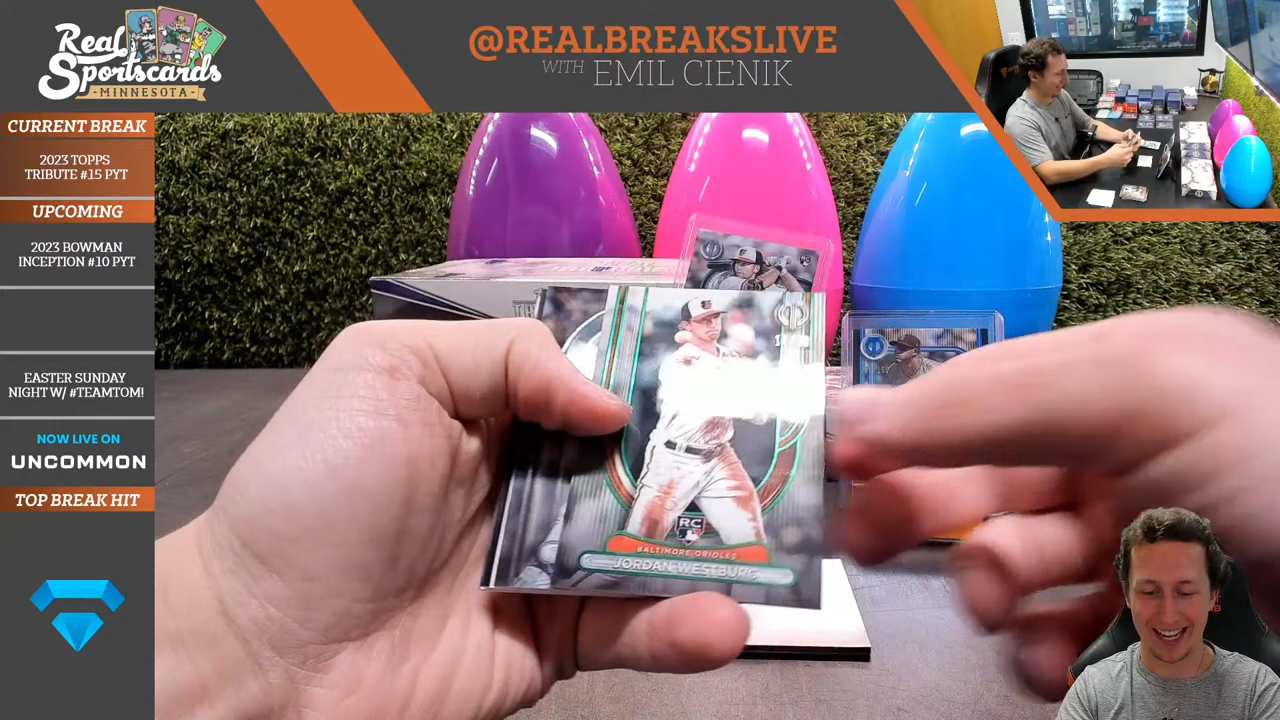 Real
Sportscards
MINNESOTA
@REALBREAKSLIVE
WITH EMIL CIENIK
CURRENT BREAK
2023 TOPPS
TRIBUTE #15 PYT
UPCOMING
2023 BOWMAN
INCEPTION #10 PYT
EASTER SUNDAY
NIGHT W/ #TEAMTOM!
NOW LIVE ON
UNCOMMON
TOP BREAK HIT
RC
BALTIMORE ORIOLES
JORDAN WESTBURG